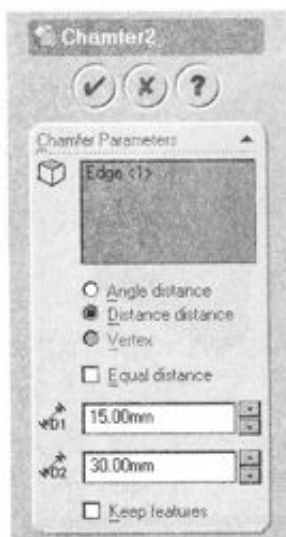 Chamfer2
?
Chamfer Parameters
Edge <1>
Angle distance
Distance distance
Vertex
Equal distance
D1 15.00mm
D2 30.00mm
Keep features